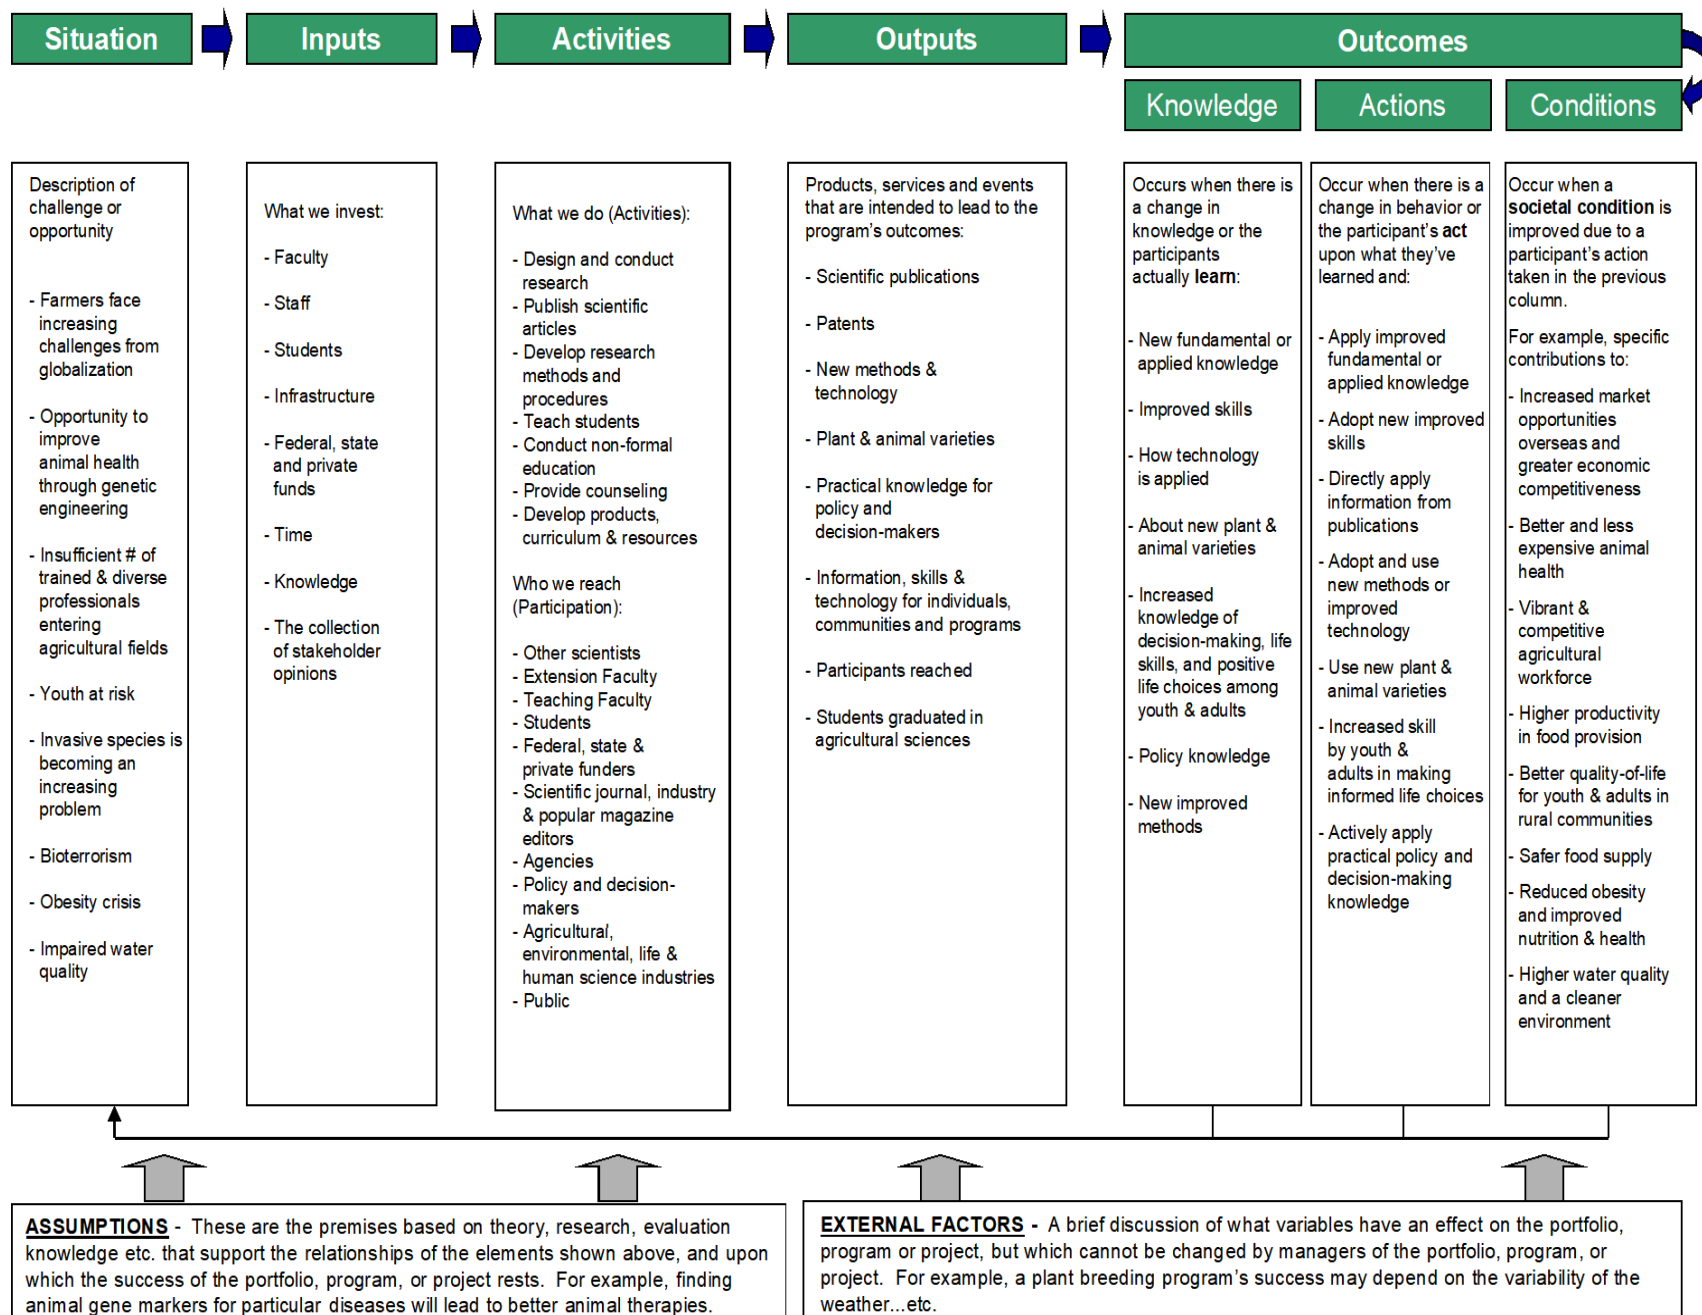 Situation
Inputs
Activities
Outputs
Outcomes
Knowledge
Actions
Conditions
Description of
challenge or
opportunity
- Farmers face
increasing
challenges from
globalization
- Opportunity to
improve
animal health
through genetic
engineering
- Insufficient # of
trained & diverse
professionals
entering
agricultural fields
- Youth at risk
- Invasive species is
becoming an
increasing
problem
- Bioterrorism
- Obesity crisis
- Impaired water
quality
What we invest:
- Faculty
- Staff
- Students
- Infrastructure
- Federal, state
and private
funds
- Time
- Knowledge
- The collection
of stakeholder
opinions
What we do (Activities):
- Design and conduct
research
- Publish scientific
articles
- Develop research
methods and
procedures
- Teach students
- Conduct non-formal
education
- Provide counseling
- Develop products,
curriculum & resources
Who we reach
(Participation):
- Other scientists
- Extension Faculty
- Teaching Faculty
- Students
- Federal, state &
private funders
- Scientific journal, industry
& popular magazine
editors
- Agencies
- Policy and decision-
makers
- Agricultural,
environmental, life &
human science industries
- Public
Products, services and events
that are intended to lead to the
program's outcomes:
- Scientific publications
- Patents
- New methods &
technology
- Plant & animal varieties
- Practical knowledge for
policy and
decision-makers
- Information, skills &
technology for individuals,
communities and programs
- Participants reached
- Students graduated in
agricultural sciences
Occurs when there is
a change in
knowledge or the
participants
actually learn:
- New fundamental or
applied knowledge
- Improved skills
- How technology
is applied
- About new plant &
animal varieties
- Increased
knowledge of
decision-making, life
skills, and positive
life choices among
youth & adults
- Policy knowledge
- New improved
methods
Occur when there is a
change in behavior or
the participant's act
upon what they've
learned and:
- Apply improved
fundamental or
applied knowledge
- Adopt new improved
skills
- Directly apply
information from
publications
- Adopt and use
new methods or
improved
technology
- Use new plant &
animal varieties
- Increased skill
by youth &
adults in making
informed life choices
- Actively apply
practical policy and
decision-making
knowledge
Occur when a
societal condition is
improved due to a
participant's action
taken in the previous
column.
For example, specific
contributions to:
- Increased market
opportunities
overseas and
greater economic
competitiveness
- Better and less
expensive animal
health
- Vibrant &
competitive
agricultural
workforce
- Higher productivity
in food provision
- Better quality-of-life
for youth & adults in
rural communities
- Safer food supply
- Reduced obesity
and improved
nutrition & health
- Higher water quality
and a cleaner
environment
ASSUMPTIONS - These are the premises based on theory, research, evaluation
knowledge etc. that support the relationships of the elements shown above, and upon
which the success of the portfolio, program, or project rests. For example, finding
animal gene markers for particular diseases will lead to better animal therapies.
EXTERNAL FACTORS - A brief discussion of what variables have an effect on the portfolio,
program or project, but which cannot be changed by managers of the portfolio, program, or
project. For example, a plant breeding program's success may depend on the variability of the
weather...etc.